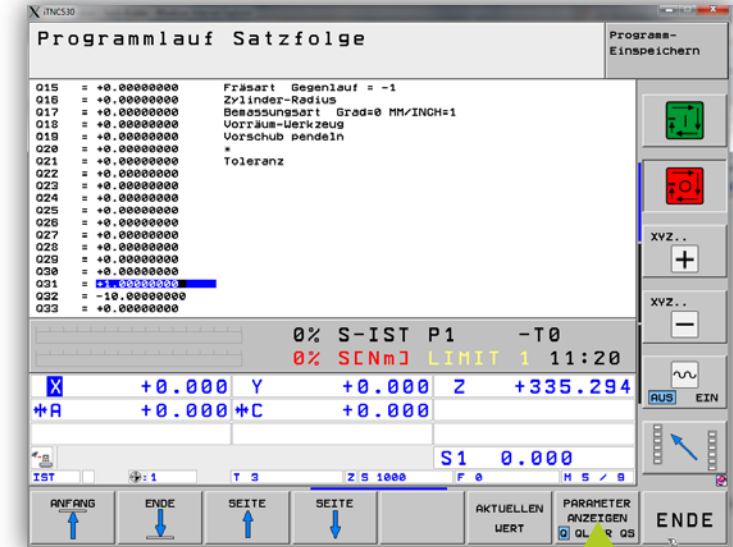 iTNC530
Programmlauf Satzfolge
Programm-
Einspeichern
Q15 = +0.00000000 Fräsart Gegenlauf = -1
Q16 = +0.00000000 Zylinder-Radius
Q17 = +0.00000000 Bemassungsart Grad=0 MM/INCH=1
Q18 = +0.00000000 Vorräum-Werkzeug
Q19 = +0.00000000 Vorschub pendeln
Q20 = +0.00000000 *
Q21 = +0.00000000 Toleranz
Q22 = +0.00000000
Q23 = +0.00000000
Q24 = +0.00000000
Q25 = +0.00000000
Q26 = +0.00000000
Q27 = +0.00000000
Q28 = +0.00000000
Q29 = +0.00000000
Q30 = +0.00000000
Q31 = +1.00000000
Q32 = -10.00000000
Q33 = +0.00000000
XYZ..
+
XYZ..
-
AUS EIN
0% S-IST P1 -T0
0% S[Nm] LIMIT 1 11:20
X +0.000 Y +0.000 Z +335.294
A +0.000 C +0.000
S1 0.000
IST : 1 T 3 Z S 1000 F 0 M 5 / 9
ANFANG
ENDE
SEITE
SEITE
AKTUELLEN
WERT
PARAMETER
ANZEIGEN
Q QL QS
ENDE